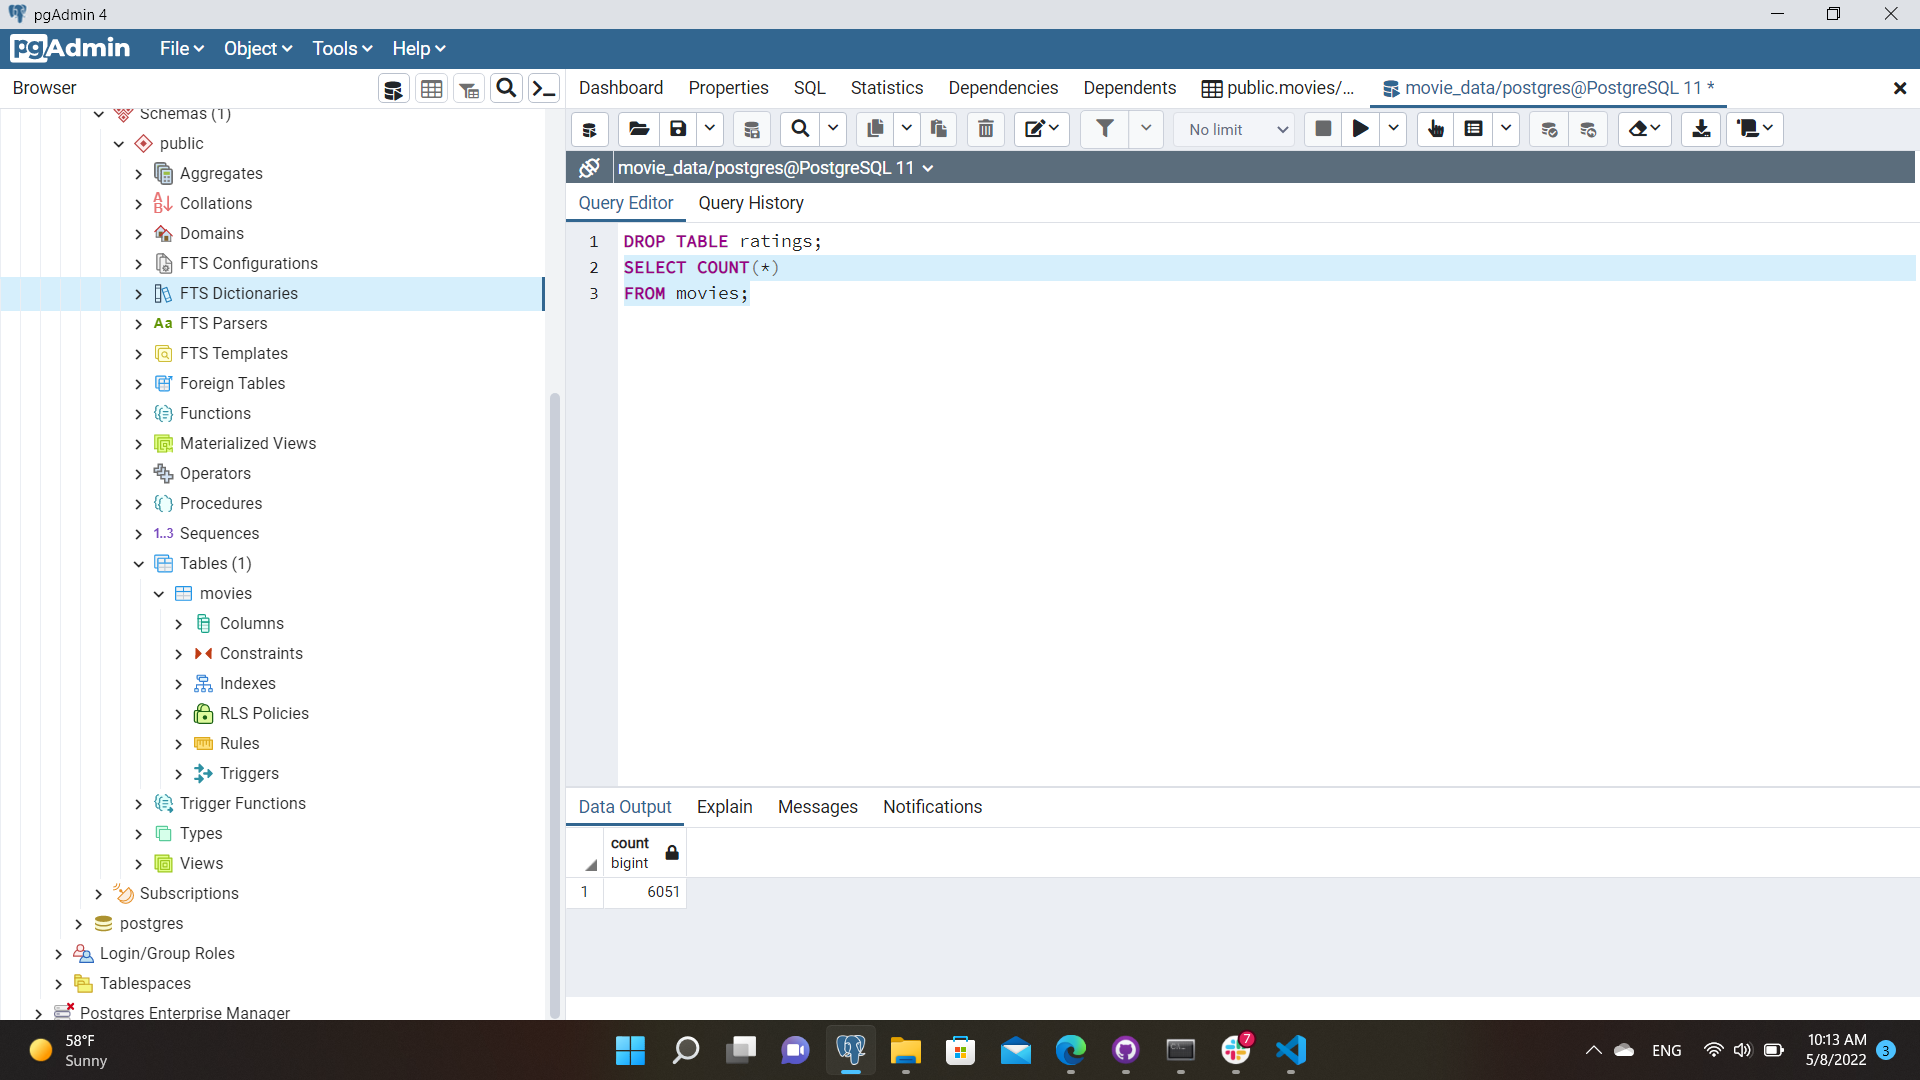 pgAdmin 4
pgAdmin File Object Tools Help
Browser
Dashboard Properties SQL Statistics Dependencies Dependents public.movies/... movie_data/postgres@PostgreSQL 11 *
No limit
movie_data/postgres@PostgreSQL 11
Query Editor Query History
1 DROP TABLE ratings;
2 SELECT COUNT(*)
3 FROM movies;
Schemas (1)
public
Aggregates
Collations
Domains
FTS Configurations
FTS Dictionaries
Aa FTS Parsers
FTS Templates
Foreign Tables
Functions
Materialized Views
Operators
Procedures
1..3 Sequences
Tables (1)
movies
Columns
Constraints
Indexes
RLS Policies
Rules
Triggers
Trigger Functions
Types
Views
Subscriptions
postgres
Login/Group Roles
Tablespaces
Postgres Enterprise Manager
Data Output Explain Messages Notifications
count
bigint
1 6051
58°F
Sunny
7
ENG
10:13 AM
5/8/2022
3